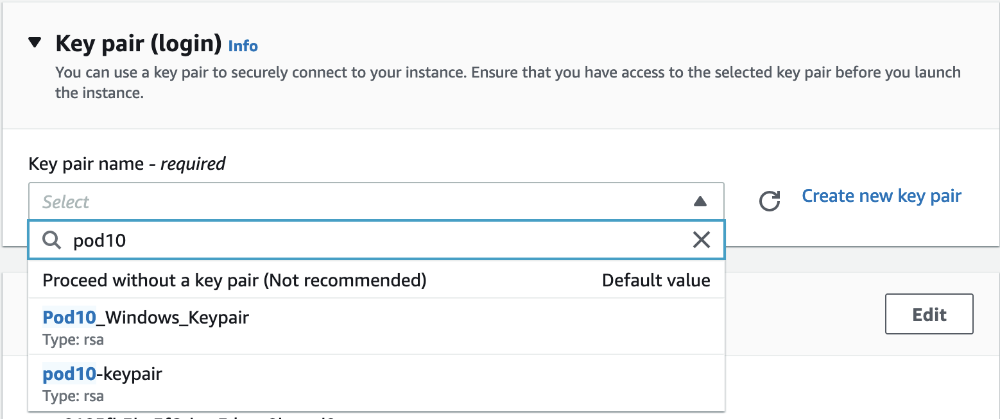 Key pair (login) Info
You can use a key pair to securely connect to your instance. Ensure that you have access to the selected key pair before you launch
the instance.
Key pair name - required
Select
Create new key pair
pod10
Proceed without a key pair (Not recommended) Default value
Pod10_Windows_Keypair
Type: rsa
Edit
pod10-keypair
Type: rsa